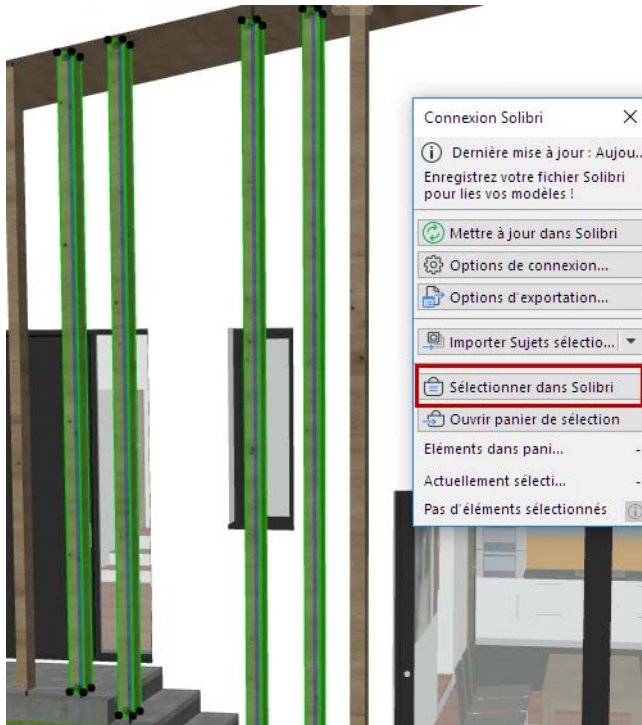 Connexion Solibri
Dernière mise à jour : Aujou...
Enregistrez votre fichier Solibri
pour lies vos modèles !
Mettre à jour dans Solibri
Options de connexion...
Options d'exportation...
Importer Sujets sélectio...
Sélectionner dans Solibri
Ouvrir panier de sélection
Eléments dans pani... -
Actuellement sélecti... -
Pas d'éléments sélectionnés